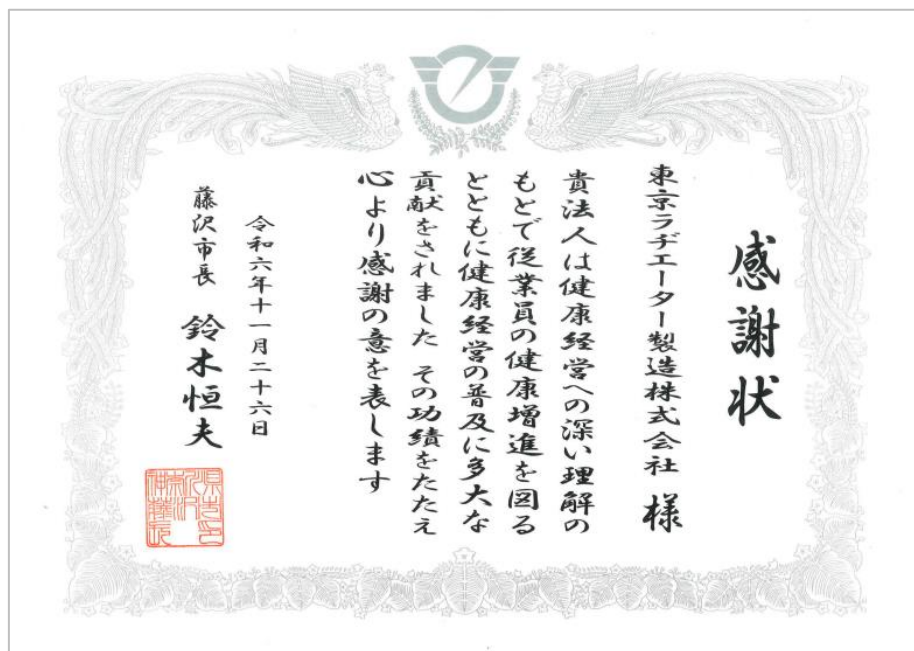 感謝状
東京ラヂエーター製造株式会社 様
貴法人は健康経営への深い理解の
もとで従業員の健康増進を図る
とともに健康経営の普及に多大な
貢献をされました その功績をたたえ
心より感謝の意を表します
令和六年十一月二十六日
藤沢市長 鈴木恒夫